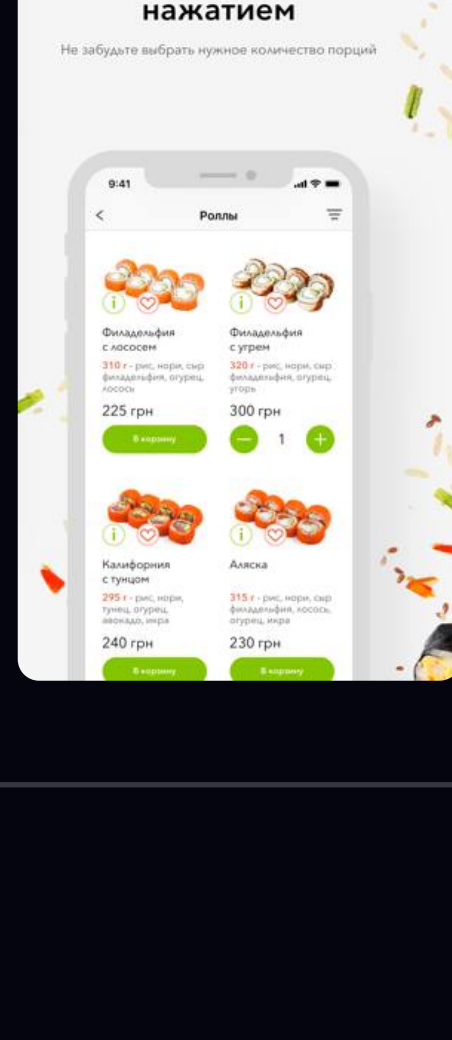 нажатием
Не забудьте выбрать нужное количество порций
9:41
Роллы
Филадельфия
с лососем
310 г - рис, нори, сыр
филадельфия, огурец,
лосось
225 грн
В корзину
Филадельфия
с угрем
320 г - рис, нори, сыр
филадельфия, огурец,
угорь
300 грн
1
Калифорния
с тунцом
295 г - рис, нори,
тунец, огурец,
авокадо, икра
240 грн
В корзину
Аляска
315 г - рис, нори, сыр
филадельфия, лосось,
огурец, икра
230 грн
В корзину